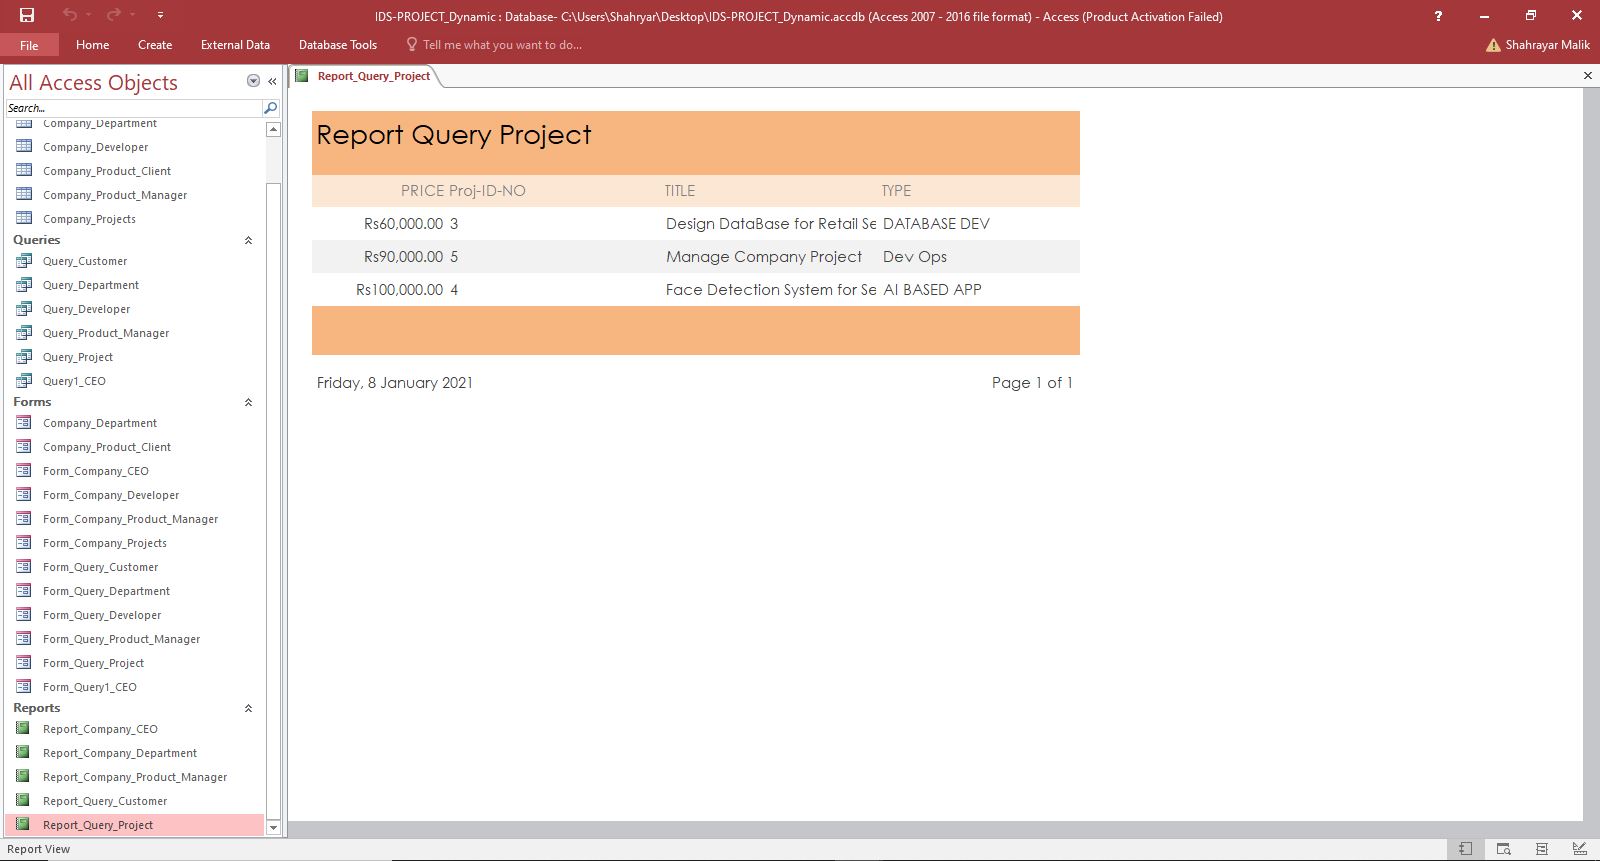 IDS-PROJECT_Dynamic : Database- C:\Users\Shahryar\Desktop\IDS-PROJECT_Dynamic.accdb (Access 2007 - 2016 file format) - Access (Product Activation Failed)
?
File Home Create External Data Database Tools Tell me what you want to do... Shahrayar Malik
All Access Objects
Search...
Company_Department
Company_Developer
Company_Product_Client
Company_Product_Manager
Company_Projects
Queries
Query_Customer
Query_Department
Query_Developer
Query_Product_Manager
Query_Project
Query1_CEO
Forms
Company_Department
Company_Product_Client
Form_Company_CEO
Form_Company_Developer
Form_Company_Product_Manager
Form_Company_Projects
Form_Query_Customer
Form_Query_Department
Form_Query_Developer
Form_Query_Product_Manager
Form_Query_Project
Form_Query1_CEO
Reports
Report_Company_CEO
Report_Company_Department
Report_Company_Product_Manager
Report_Query_Customer
Report_Query_Project
Report_Query_Project
Report Query Project
PRICE Proj-ID-NO TITLE TYPE
Rs60,000.00 3 Design DataBase for Retail Se DATABASE DEV
Rs90,000.00 5 Manage Company Project Dev Ops
Rs100,000.00 4 Face Detection System for Se AI BASED APP
Friday, 8 January 2021 Page 1 of 1
Report View